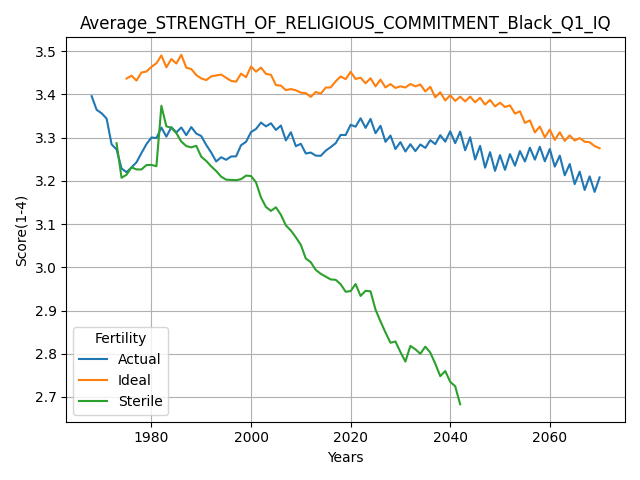 Average_STRENGTH_OF_RELIGIOUS_COMMITMENT_Black_Q1_IQ
3.5
3.4
3.3
3.2
3.1
3.0
2.9
2.8
2.7
Score(1-4)
Fertility
Actual
Ideal
Sterile
1980
2000
2020
2040
2060
Years